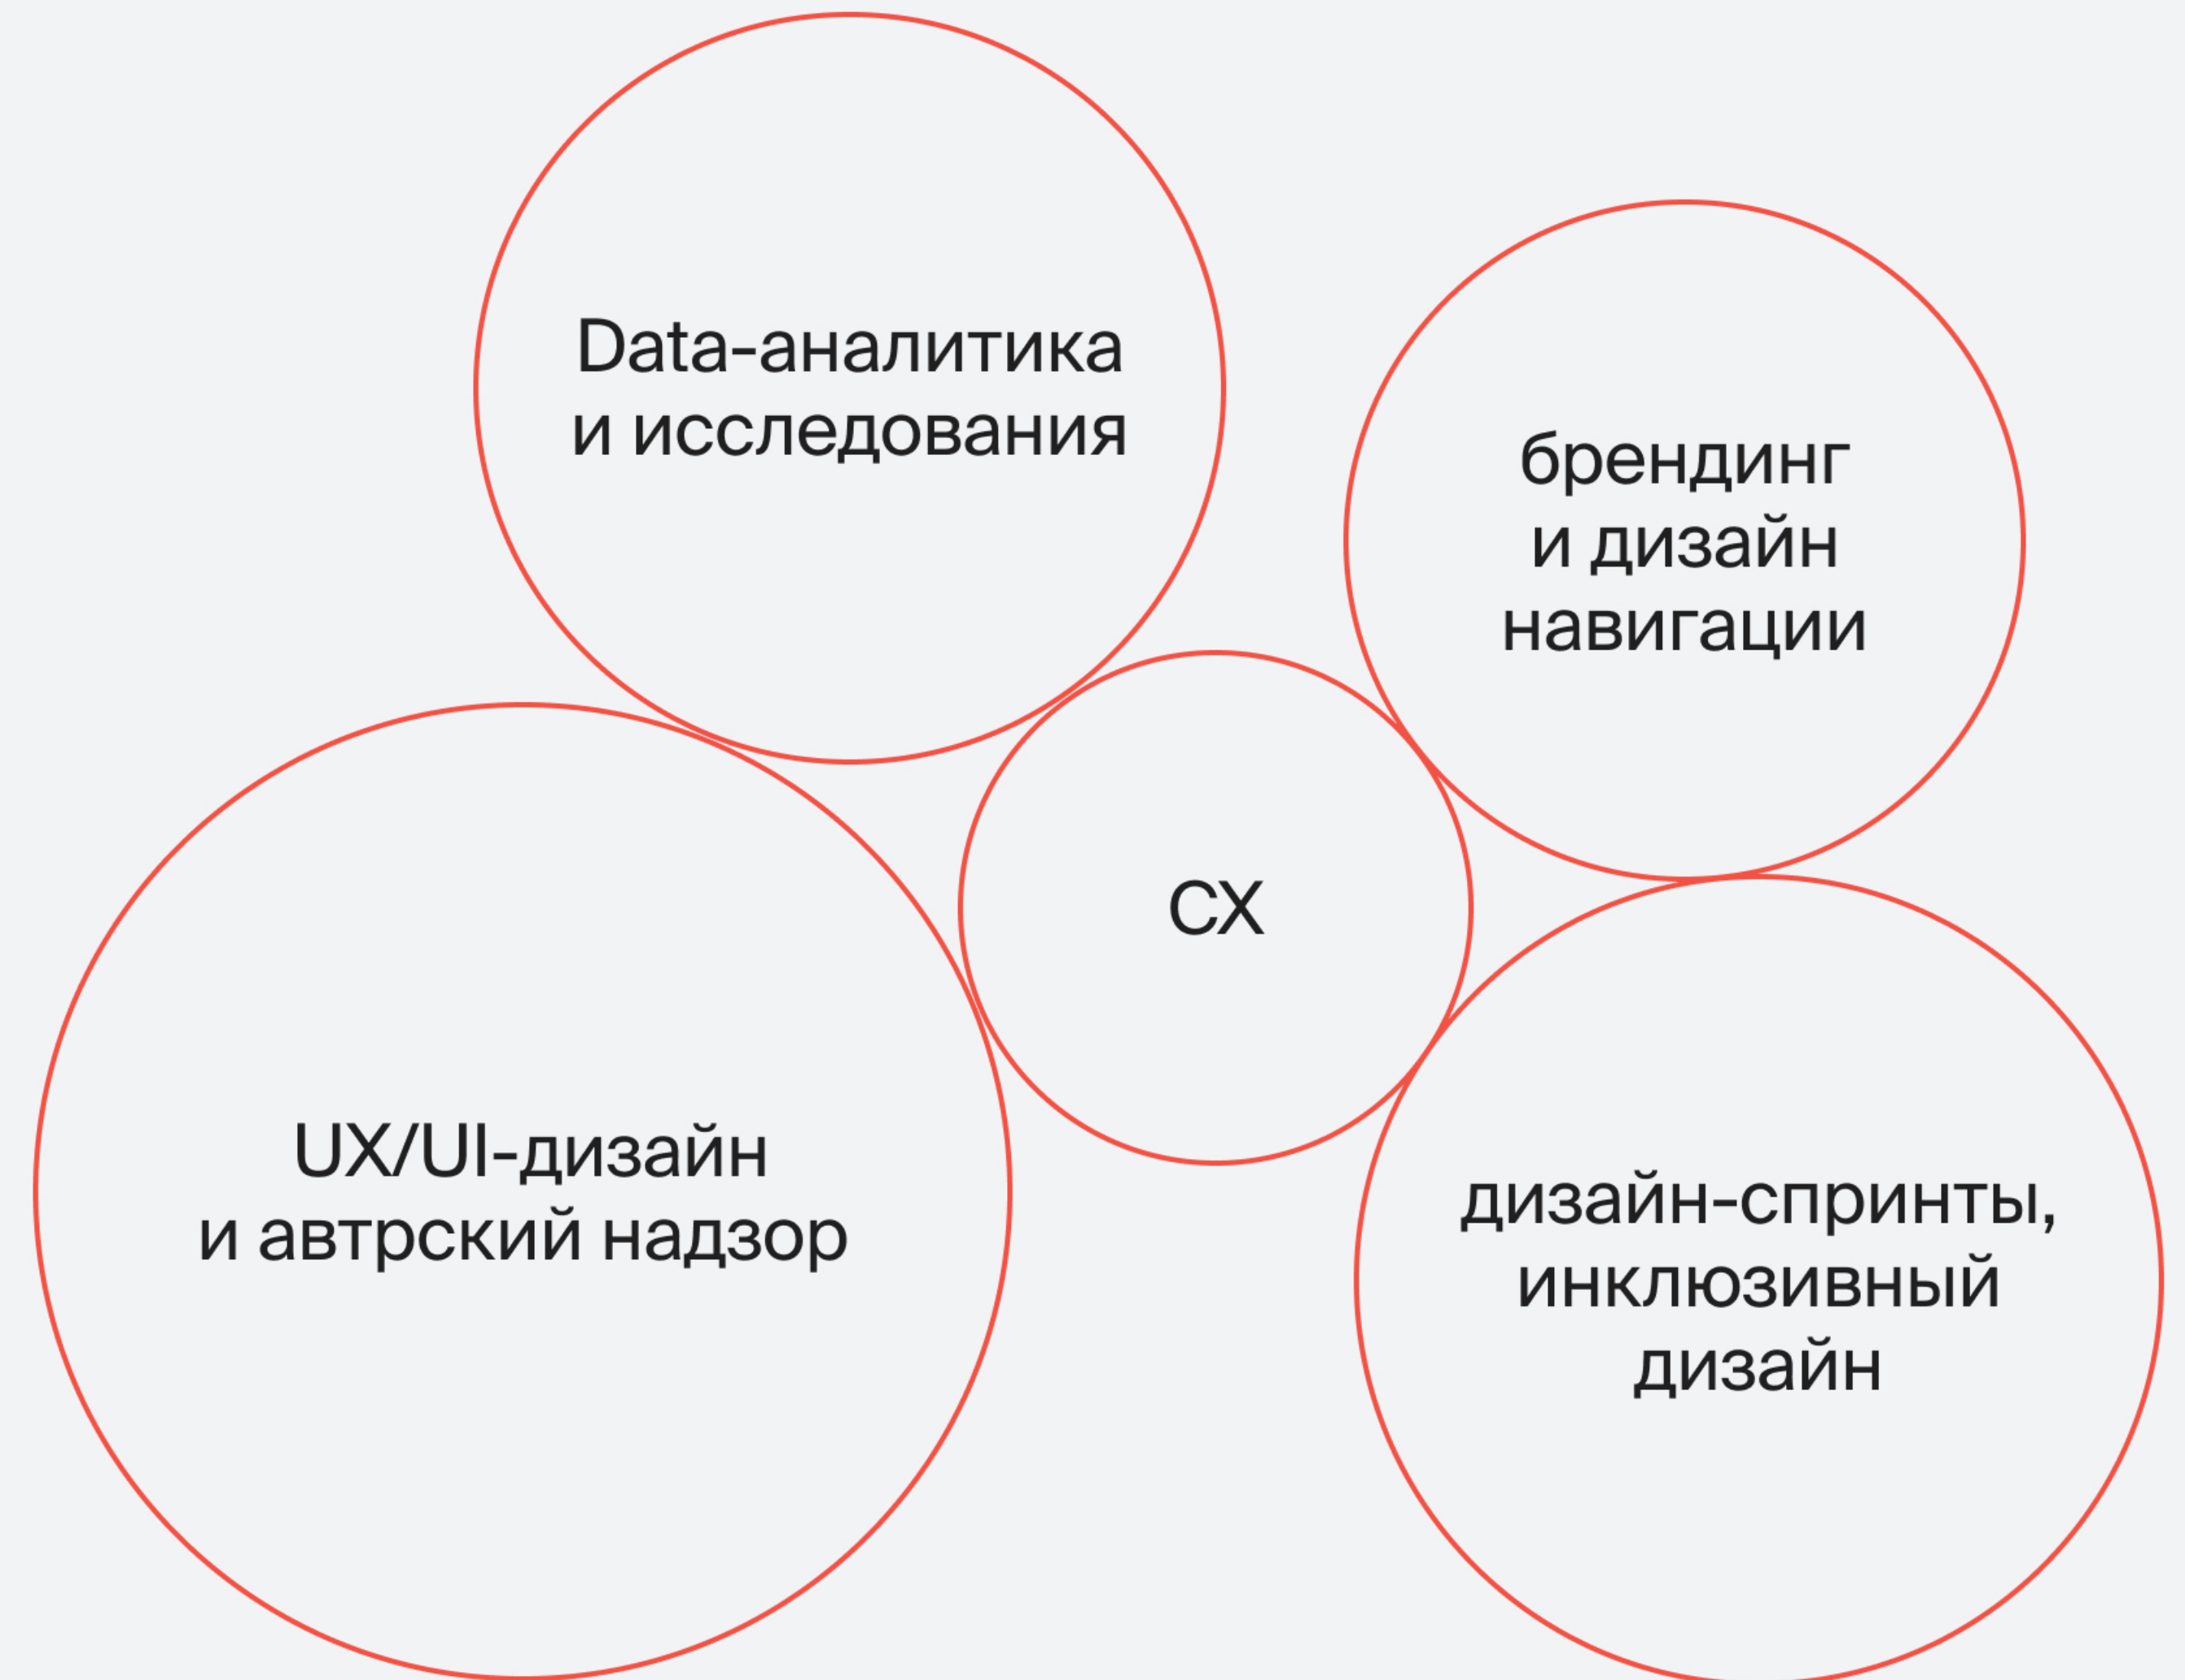 Data-аналитика
и исследования
брендинг
и дизайн
навигации
CX
UX/UI-дизайн
и автрский надзор
дизайн-спринты,
инклюзивный
дизайн